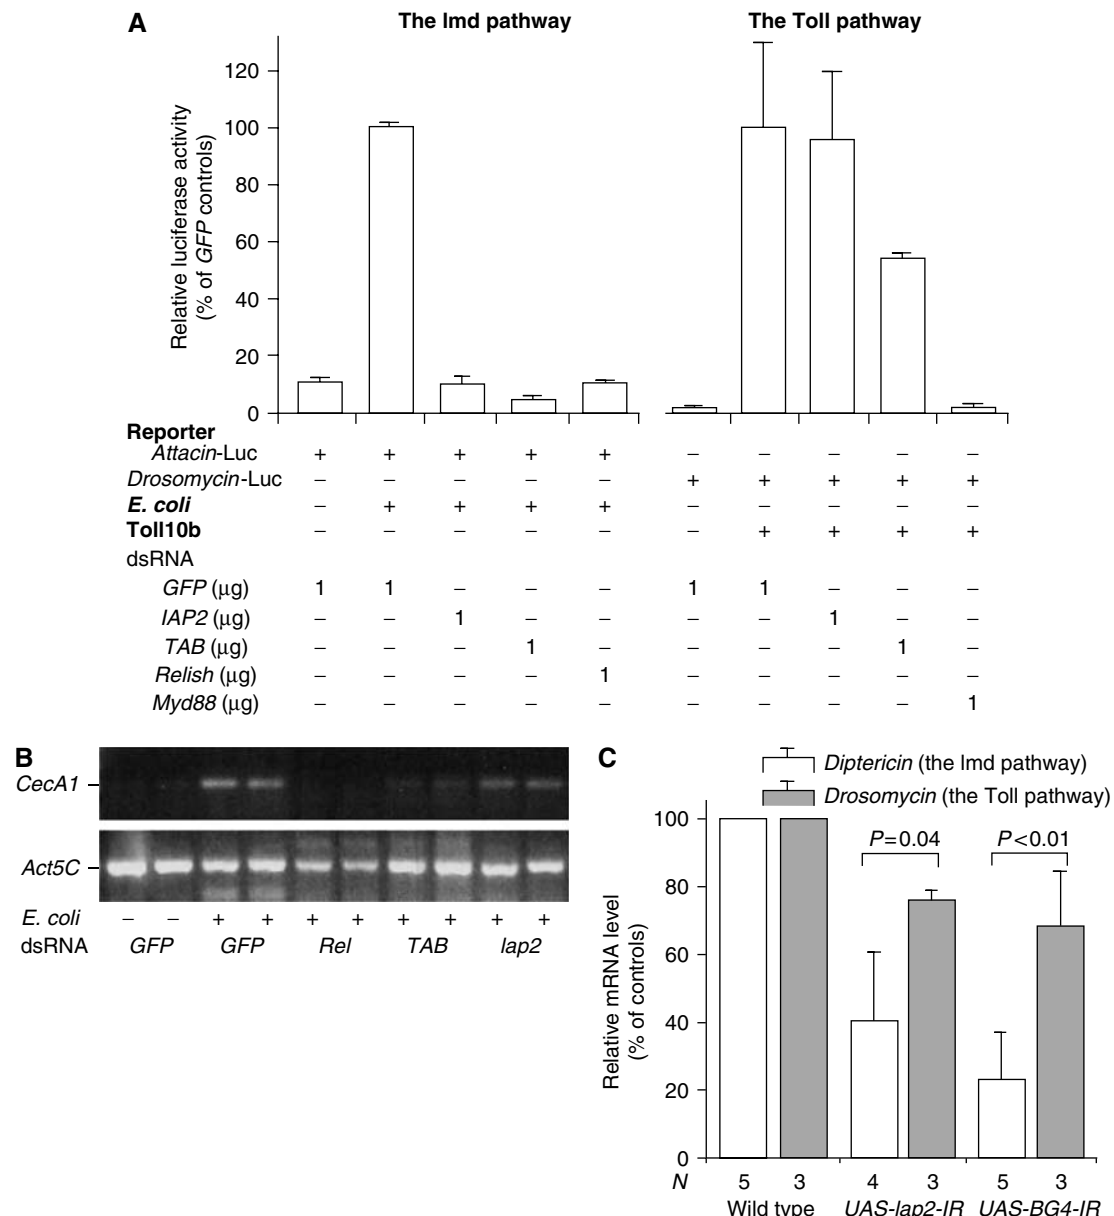 A
The Imd pathway
The Toll pathway
Relative luciferase activity
(% of GFP controls)
120
100
80
60
40
20
0
Reporter
Attacin-Luc + + + + + – – – – –
Drosomycin-Luc – – – – – + + + + +
E. coli – + + + + – – – – –
Toll10b – – – – – – + + + +
dsRNA
GFP (μg) 1 1 – – – 1 1 – – –
IAP2 (μg) – – 1 – – – – 1 – –
TAB (μg) – – – 1 – – – – 1 –
Relish (μg) – – – – 1 – – – – –
Myd88 (μg) – – – – – – – – – 1
B
CecA1
Act5C
E. coli – – + + + + + + + +
dsRNA GFP GFP Rel TAB Iap2
C
Diptericin (the Imd pathway)
Drosomycin (the Toll pathway)
Relative mRNA level
(% of controls)
100
80
60
40
20
0
P=0.04
P<0.01
N 5 3 4 3 5 3
Wild type UAS-Iap2-IR UAS-BG4-IR